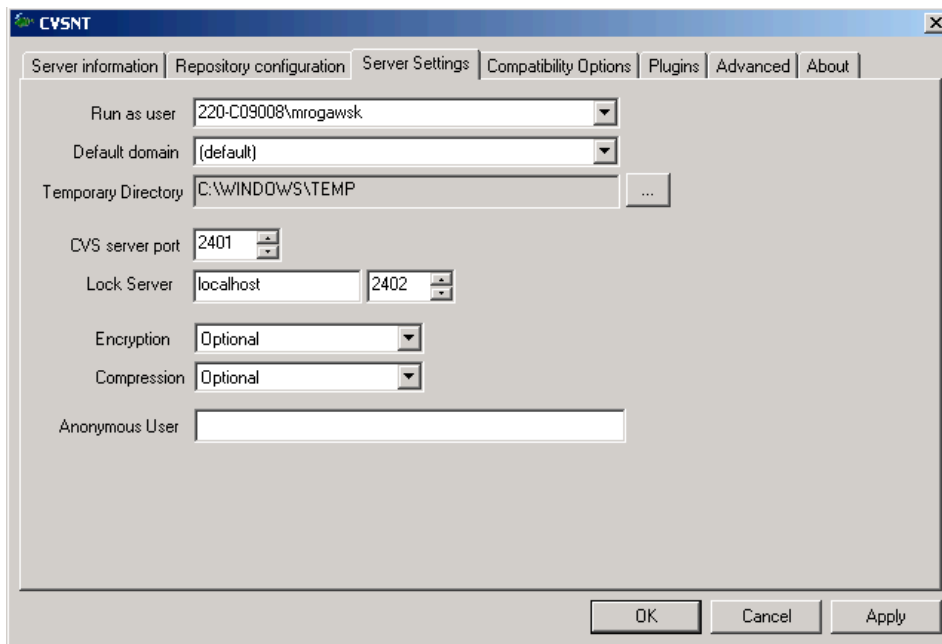 CVSNT
Server information Repository configuration Server Settings Compatibility Options Plugins Advanced About
Run as user 220-C09008\mrogawsk
Default domain (default)
Temporary Directory C:\WINDOWS\TEMP ...
CVS server port 2401
Lock Server localhost 2402
Encryption Optional
Compression Optional
Anonymous User
OK Cancel Apply